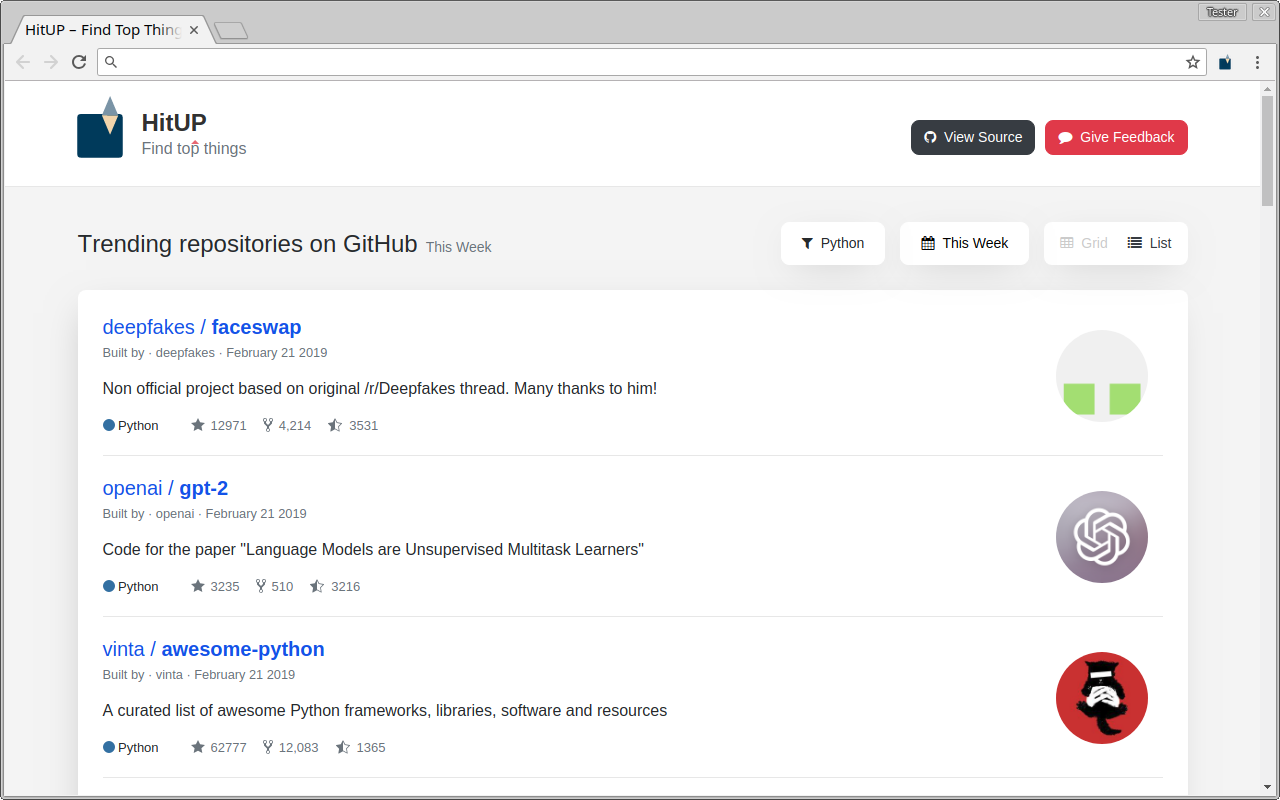 Tester
HitUP – Find Top Thing
HitUP
Find top things
View Source
Give Feedback
Trending repositories on GitHub This Week
Python
This Week
Grid
List
deepfakes / faceswap
Built by · deepfakes · February 21 2019
Non official project based on original /r/Deepfakes thread. Many thanks to him!
Python 12971 4,214 3531
openai / gpt-2
Built by · openai · February 21 2019
Code for the paper "Language Models are Unsupervised Multitask Learners"
Python 3235 510 3216
vinta / awesome-python
Built by · vinta · February 21 2019
A curated list of awesome Python frameworks, libraries, software and resources
Python 62777 12,083 1365